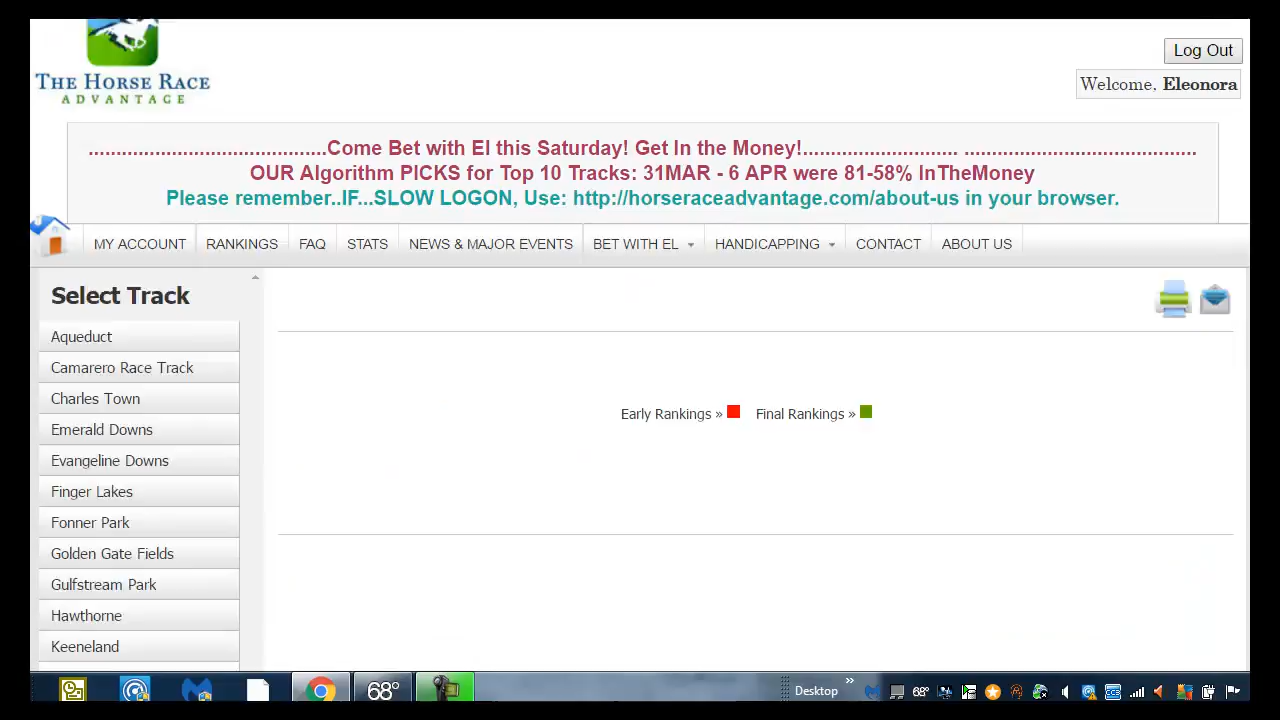 THE HORSE RACE
ADVANTAGE
Log Out
Welcome, Eleonora
........................................Come Bet with El this Saturday! Get In the Money!.......................... .......................................
OUR Algorithm PICKS for Top 10 Tracks: 31MAR - 6 APR were 81-58% InTheMoney
Please remember..IF...SLOW LOGON, Use: http://horseraceadvantage.com/about-us in your browser.
MY ACCOUNT RANKINGS FAQ STATS NEWS & MAJOR EVENTS BET WITH EL HANDICAPPING CONTACT ABOUT US
Select Track
Aqueduct
Camarero Race Track
Charles Town
Emerald Downs
Evangeline Downs
Finger Lakes
Fonner Park
Golden Gate Fields
Gulfstream Park
Hawthorne
Keeneland
Early Rankings » Final Rankings »
68° Desktop » 68°